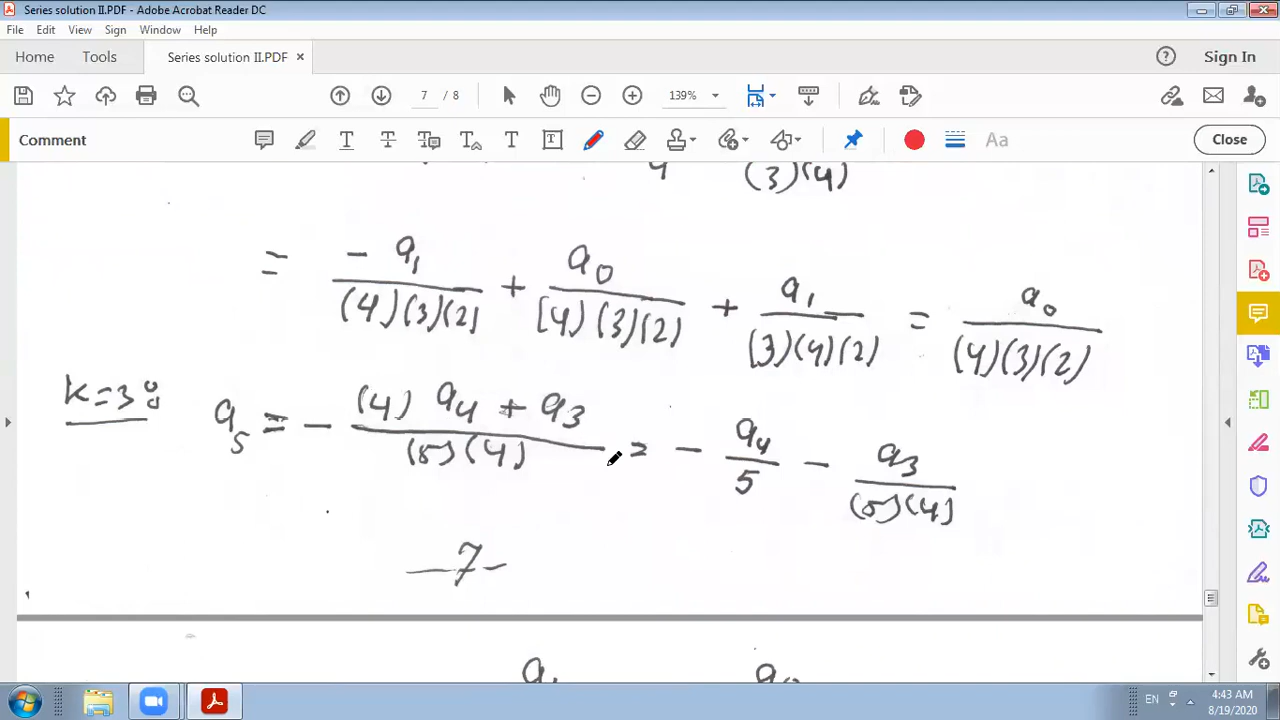 Series solution II.PDF - Adobe Acrobat Reader DC
File Edit View Sign Window Help
Home Tools Series solution II.PDF × Sign In
7 / 8 139%
Comment Aa Close
4 (3)(4)
= - a₁ / (4)(3)(2) + a₀ / (4)(3)(2) + a₁ / (3)(4)(2) = a₀ / (4)(3)(2)
k=3: a₅ = - (4) a₄ + a₃ / (5)(4) = - a₄ / 5 - a₃ / (5)(4)
-7-
EN 4:43 AM
8/19/2020